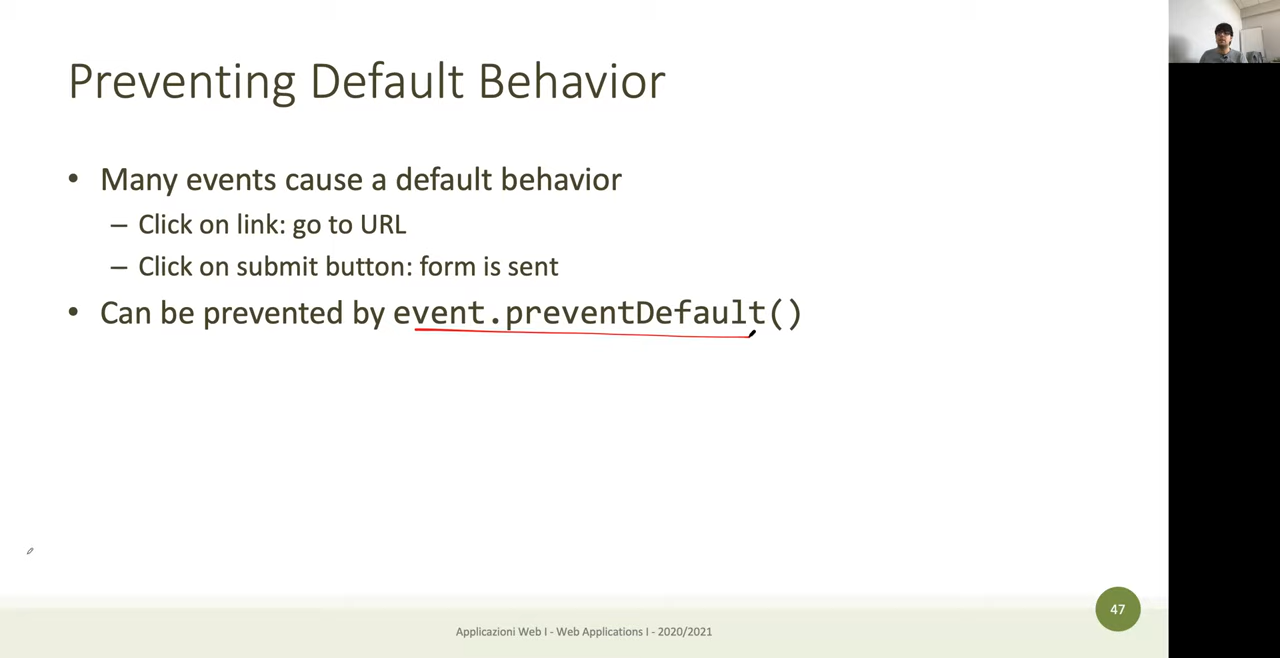 Preventing Default Behavior
• Many events cause a default behavior
– Click on link: go to URL
– Click on submit button: form is sent
• Can be prevented by event.preventDefault()
47
Applicazioni Web I - Web Applications I - 2020/2021